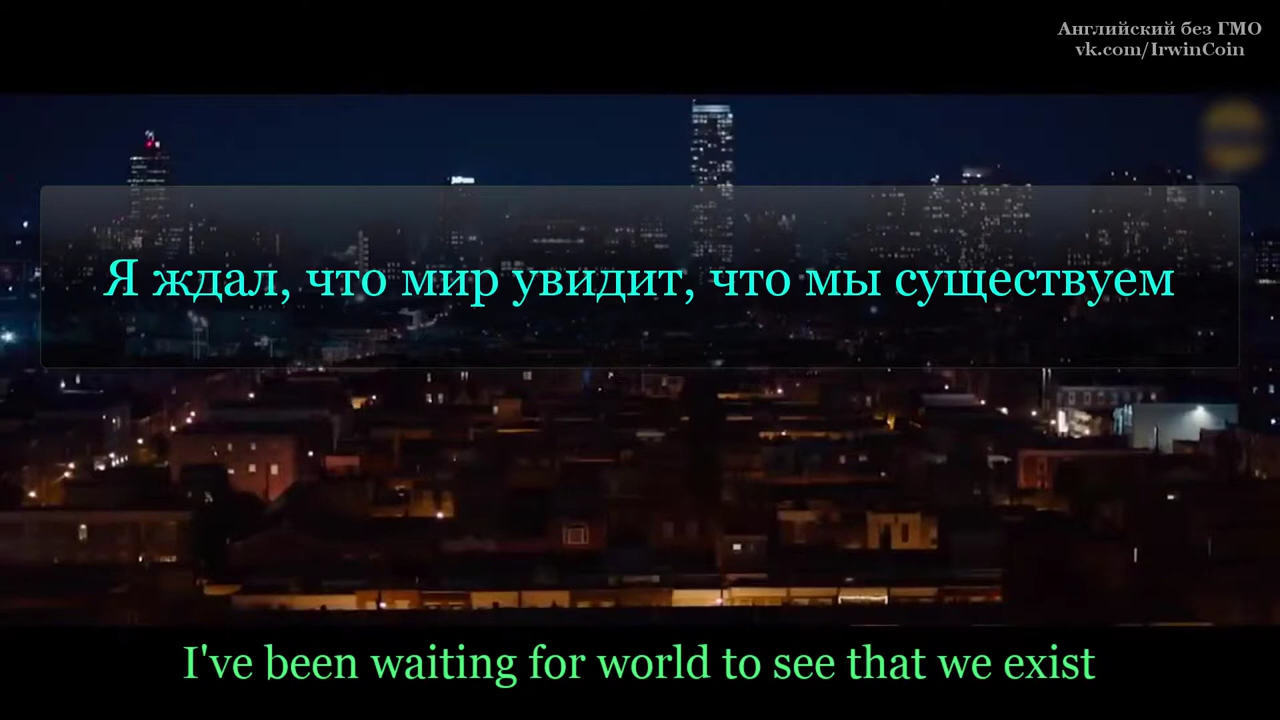 Английский без ГМО
vk.com/IrwinCoin
Я ждал, что мир увидит, что мы существуем
I've been waiting for world to see that we exist